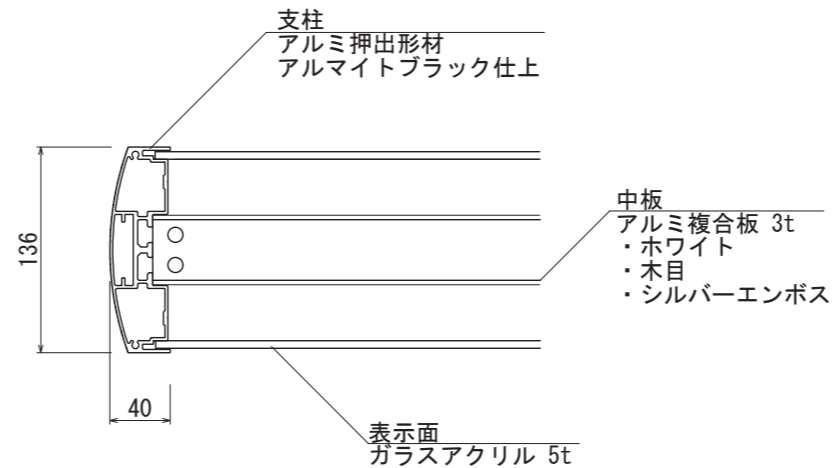 支柱
アルミ押出形材
アルマイトブラック仕上
136
中板
アルミ複合板 3t
・ホワイト
・木目
・シルバーエンボス
40
表示面
ガラスアクリル 5t